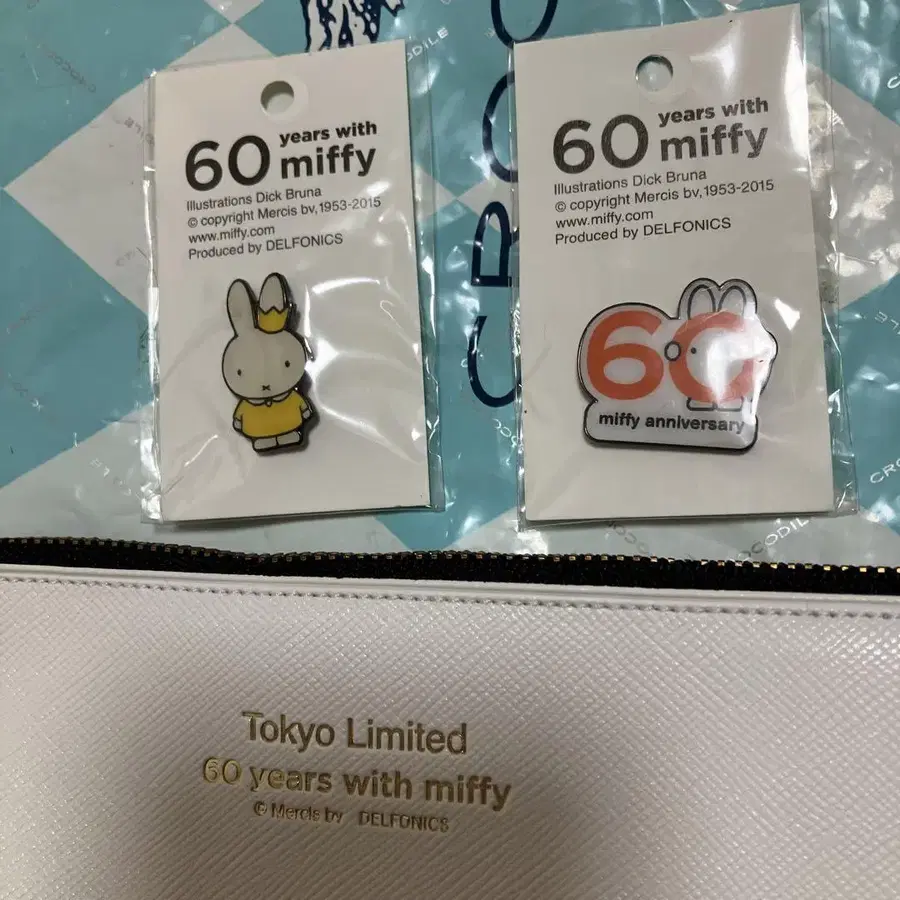 60 years with
miffy
Illustrations Dick Bruna
© copyright Mercis bv,1953-2015
www.miffy.com
Produced by DELFONICS
60 years with
miffy
Illustrations Dick Bruna
© copyright Mercis bv,1953-2015
www.miffy.com
Produced by DELFONICS
60
miffy anniversary
CROCODILE
CROCODILE
Tokyo Limited
60 years with miffy
© Mercis bv DELFONICS